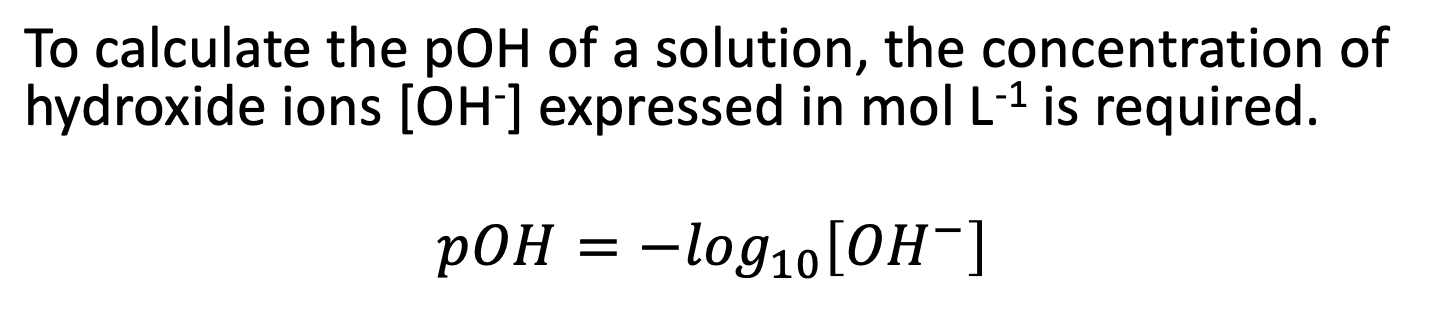 To calculate the pOH of a solution, the concentration of
hydroxide ions [OH⁻] expressed in mol L⁻¹ is required.
pOH = −log₁₀[OH⁻]